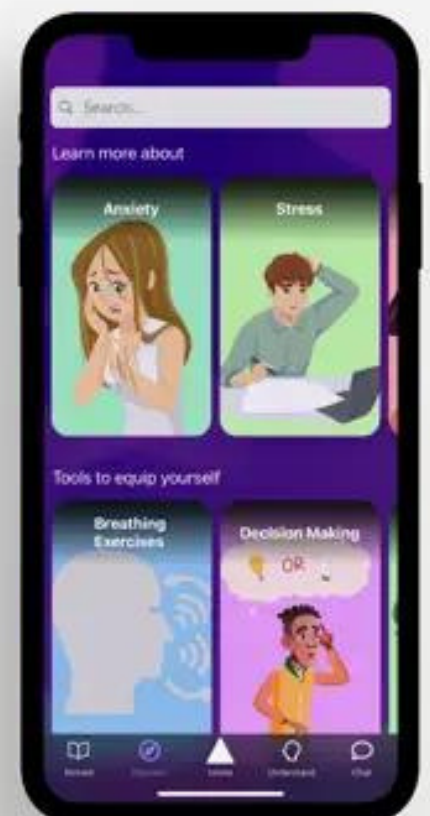 Search...
Learn more about
Anxiety
Stress
Tools to equip yourself
Breathing
Exercises
Decision Making
OR
Understand
Chat